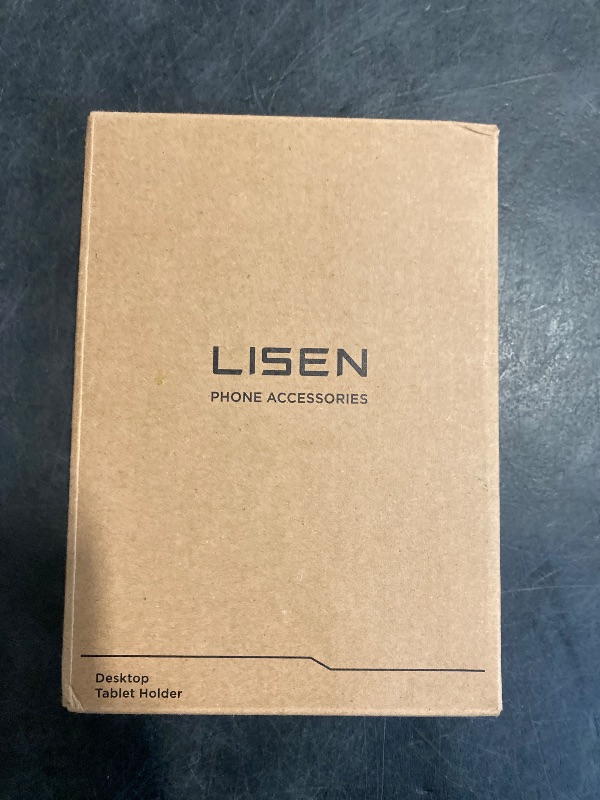 LISEN
PHONE ACCESSORIES
Desktop
Tablet Holder